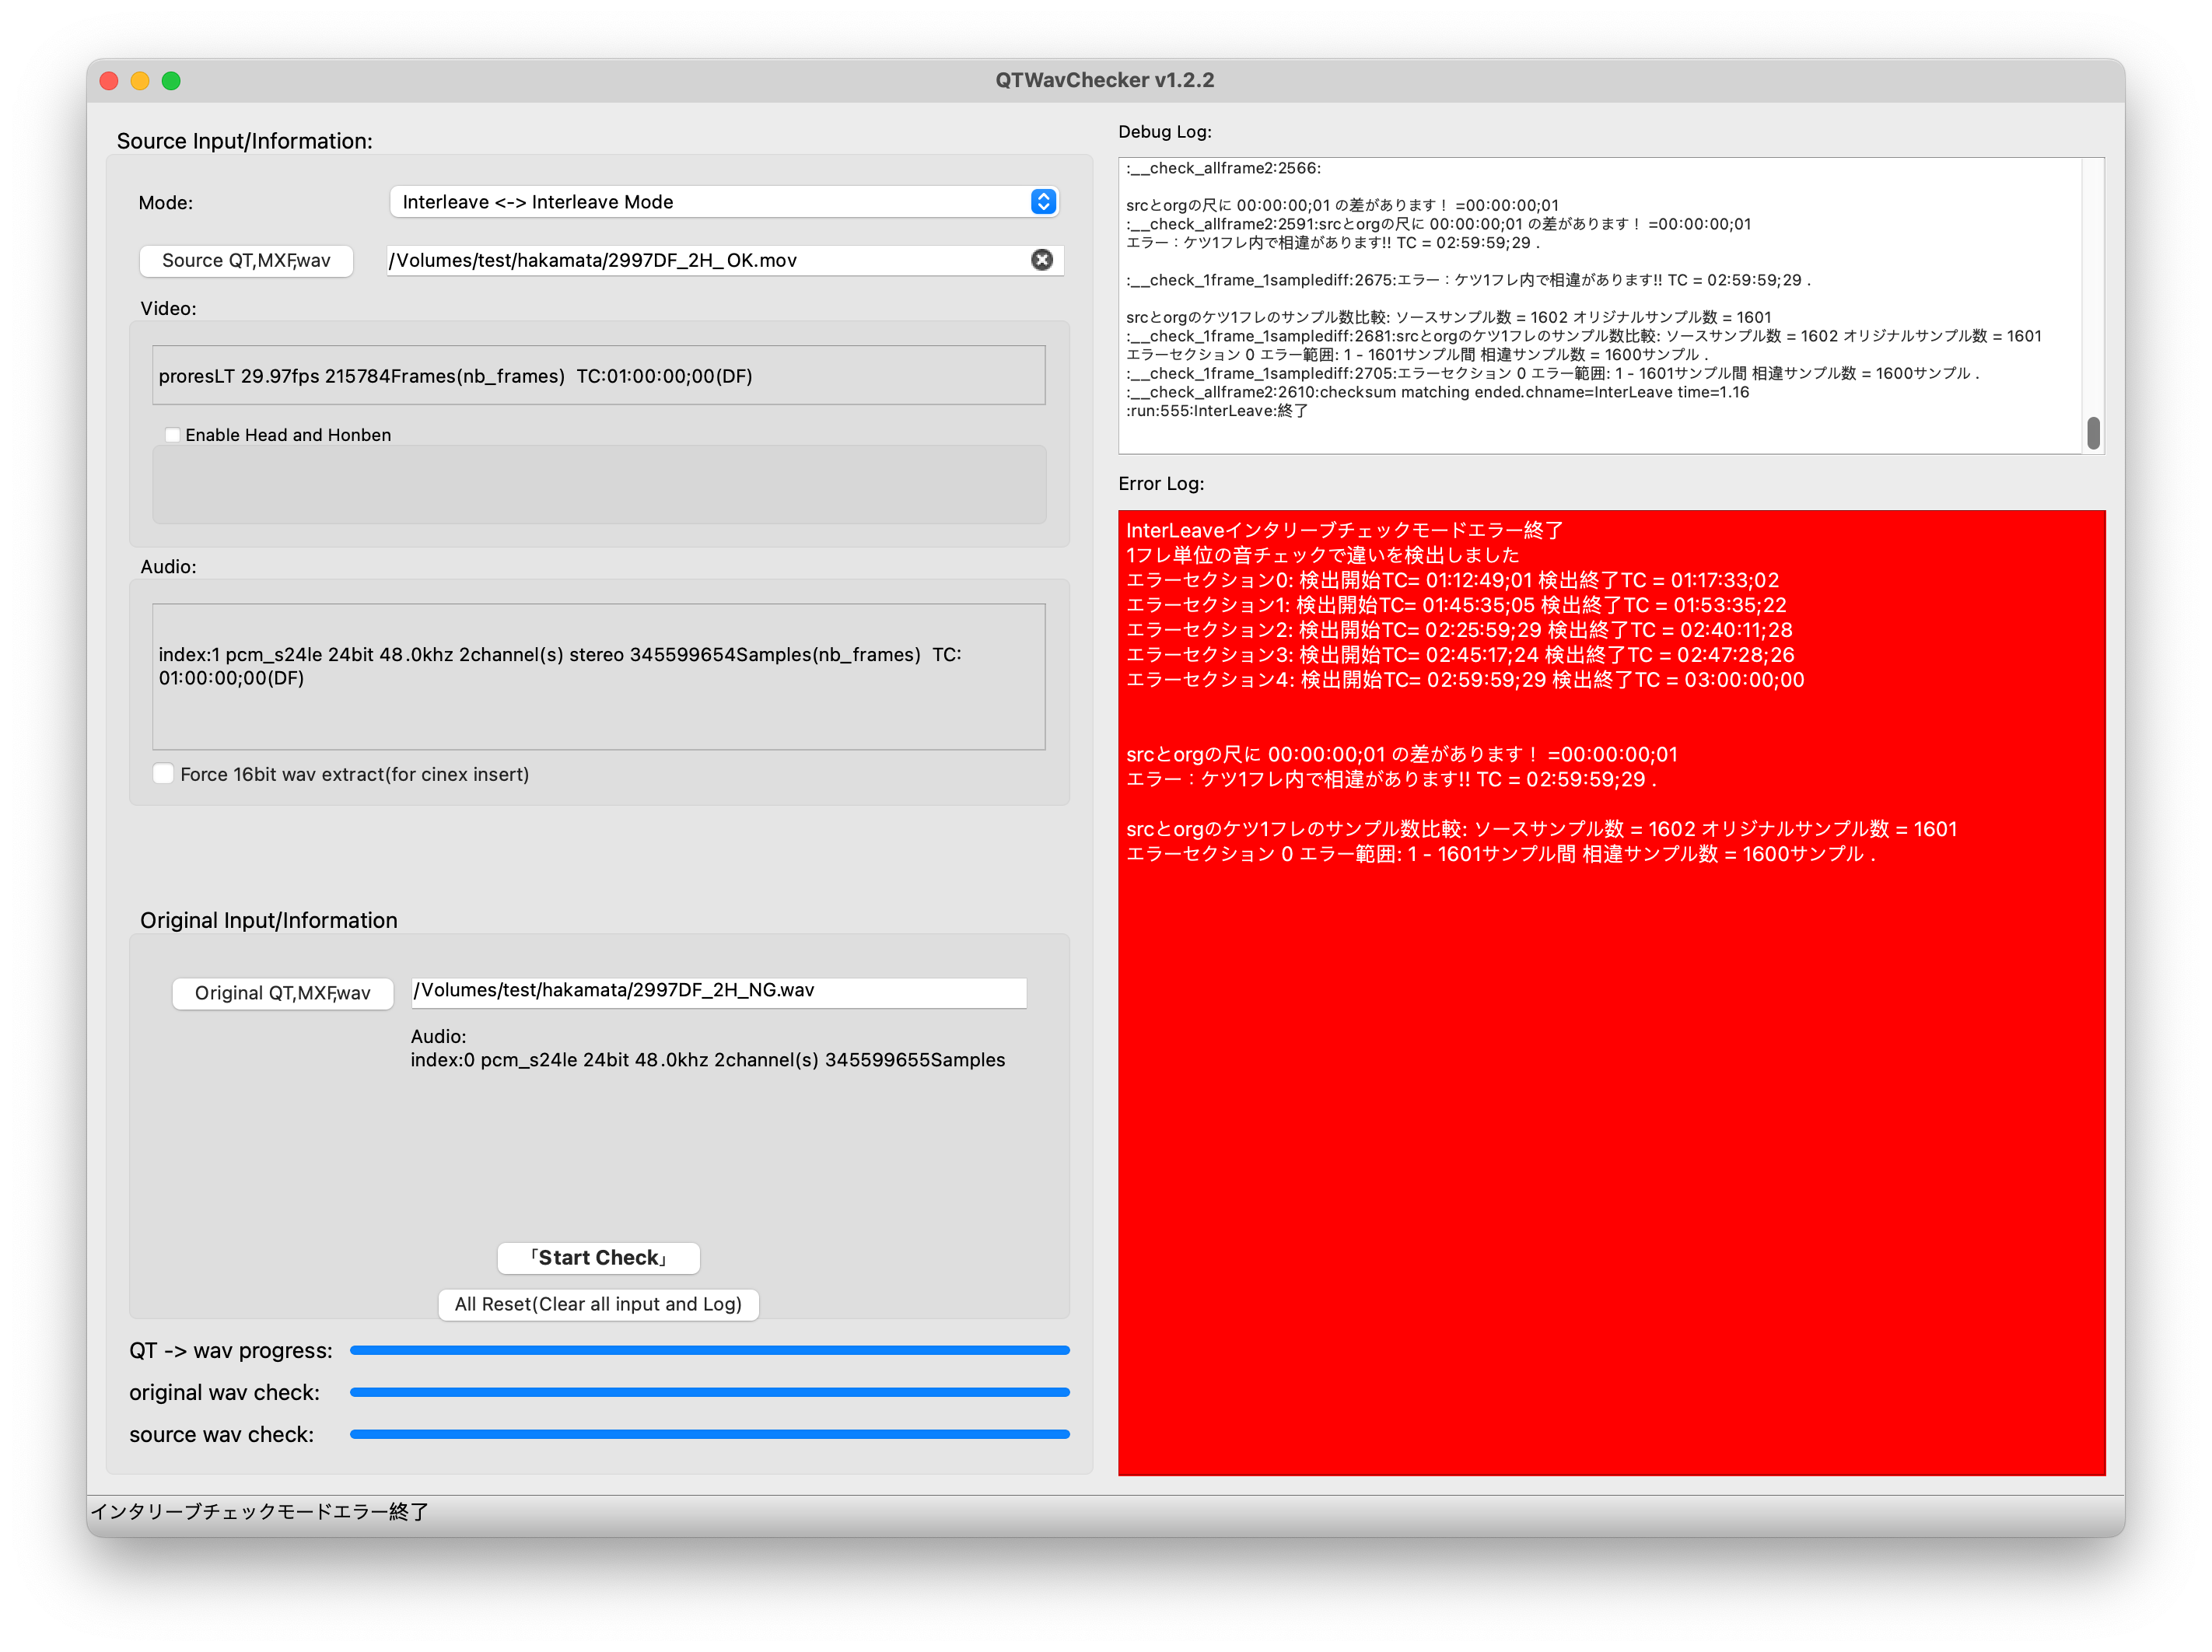 QTWavChecker v1.2.2
Source Input/Information:
Mode:
Interleave <-> Interleave Mode
Source QT,MXF,wav
/Volumes/test/hakamata/2997DF_2H_OK.mov
Video:
proresLT 29.97fps 215784Frames(nb_frames)  TC:01:00:00;00(DF)
Enable Head and Honben
Audio:
index:1 pcm_s24le 24bit 48.0khz 2channel(s) stereo 345599654Samples(nb_frames)  TC:
01:00:00;00(DF)
Force 16bit wav extract(for cinex insert)
Original Input/Information
Original QT,MXF,wav
/Volumes/test/hakamata/2997DF_2H_NG.wav
Audio:
index:0 pcm_s24le 24bit 48.0khz 2channel(s) 345599655Samples
「Start Check」
All Reset(Clear all input and Log)
QT -> wav progress:
original wav check:
source wav check:
Debug Log:
:__check_allframe2:2566:
srcとorgの尺に 00:00:00;01 の差があります！ =00:00:00;01
:__check_allframe2:2591:srcとorgの尺に 00:00:00;01 の差があります！ =00:00:00;01
エラー：ケツ1フレ内で相違があります!! TC = 02:59:59;29 .
:__check_1frame_1samplediff:2675:エラー：ケツ1フレ内で相違があります!! TC = 02:59:59;29 .
srcとorgのケツ1フレのサンプル数比較: ソースサンプル数 = 1602 オリジナルサンプル数 = 1601
:__check_1frame_1samplediff:2681:srcとorgのケツ1フレのサンプル数比較: ソースサンプル数 = 1602 オリジナルサンプル数 = 1601
エラーセクション 0 エラー範囲: 1 - 1601サンプル間 相違サンプル数 = 1600サンプル .
:__check_1frame_1samplediff:2705:エラーセクション 0 エラー範囲: 1 - 1601サンプル間 相違サンプル数 = 1600サンプル .
:__check_allframe2:2610:checksum matching ended.chname=InterLeave time=1.16
:run:555:InterLeave:終了
Error Log:
InterLeaveインタリーブチェックモードエラー終了
1フレ単位の音チェックで違いを検出しました
エラーセクション0: 検出開始TC= 01:12:49;01 検出終了TC = 01:17:33;02
エラーセクション1: 検出開始TC= 01:45:35;05 検出終了TC = 01:53:35;22
エラーセクション2: 検出開始TC= 02:25:59;29 検出終了TC = 02:40:11;28
エラーセクション3: 検出開始TC= 02:45:17;24 検出終了TC = 02:47:28;26
エラーセクション4: 検出開始TC= 02:59:59;29 検出終了TC = 03:00:00;00
srcとorgの尺に 00:00:00;01 の差があります！ =00:00:00;01
エラー：ケツ1フレ内で相違があります!! TC = 02:59:59;29 .
srcとorgのケツ1フレのサンプル数比較: ソースサンプル数 = 1602 オリジナルサンプル数 = 1601
エラーセクション 0 エラー範囲: 1 - 1601サンプル間 相違サンプル数 = 1600サンプル .
インタリーブチェックモードエラー終了